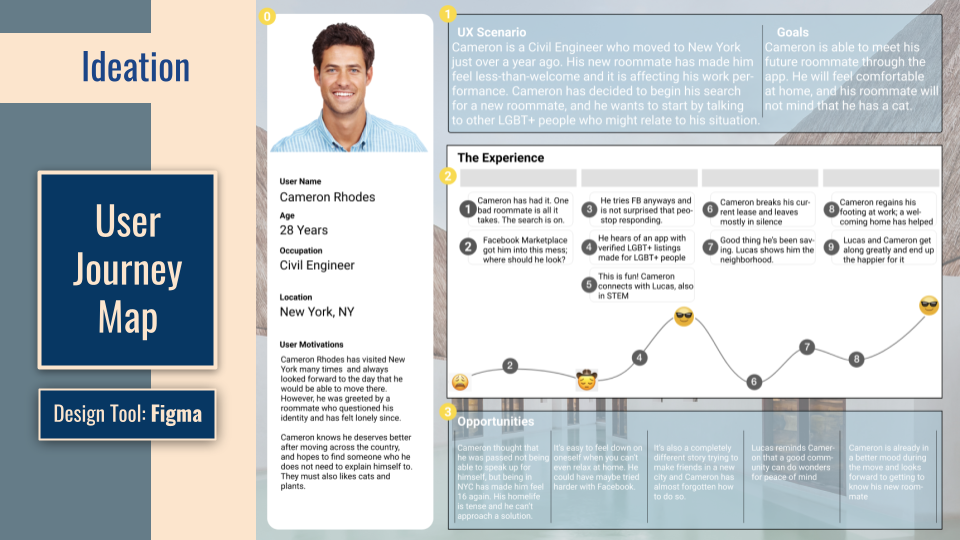 Ideation
User
Journey
Map
Design Tool: Figma
0
User Name
Cameron Rhodes
Age
28 Years
Occupation
Civil Engineer
Location
New York, NY
User Motivations
Cameron Rhodes has visited New
York many times and always
looked forward to the day that he
would be able to move there.
However, he was greeted by a
roommate who questioned his
identity and has felt lonely since.
Cameron knows he deserves better
after moving across the country,
and hopes to find someone who he
does not need to explain himself to.
They must also likes cats and
plants.
1
UX Scenario
Cameron is a Civil Engineer who moved to New York
just over a year ago. His new roommate has made him
feel less-than-welcome and it is affecting his work per-
formance. Cameron has decided to begin his search
for a new roommate, and he wants to start by talking
to other LGBT+ people who might relate to his situation.
Goals
Cameron is able to meet his
future roommate through the
app. He will feel comfortable
at home, and his roommate will
not mind that he has a cat.
The Experience
2
1
Cameron has had it. One
bad roommate is all it
takes. The search is on.
2
Facebook Marketplace
got him into this mess;
where should he look?
3
He tries FB anyways and
is not surprised that peo-
stop responding.
4
He hears of an app with
verified LGBT+ listings
made for LGBT+ people
5
This is fun! Cameron
connects with Lucas, also
in STEM
6
Cameron breaks his cur-
rent lease and leaves
mostly in silence
7
Good thing he's been sav-
ing. Lucas shows him the
neighborhood.
8
Cameron regains his
footing at work; a wel-
coming home has helped
9
Lucas and Cameron get
along greatly and end up
the happier for it
2
4
6
7
8
3
Opportunities
Cameron thought that
he was passed not being
able to speak up for
himself, but being in
NYC has made him feel
16 again. His homelife
is tense and he can't
approach a solution.
It's easy to feel down on
oneself when you can't
even relax at home. He
could have maybe tried
harder with Facebook.
It's also a completely
different story trying to
make friends in a new
city and Cameron has
almost forgotten how
to do so.
Lucas reminds Camer-
on that a good comm-
unity can do wonders
for peace of mind
Cameron is already in
a better mood during
the move and looks
forward to getting to
know his new room-
mate